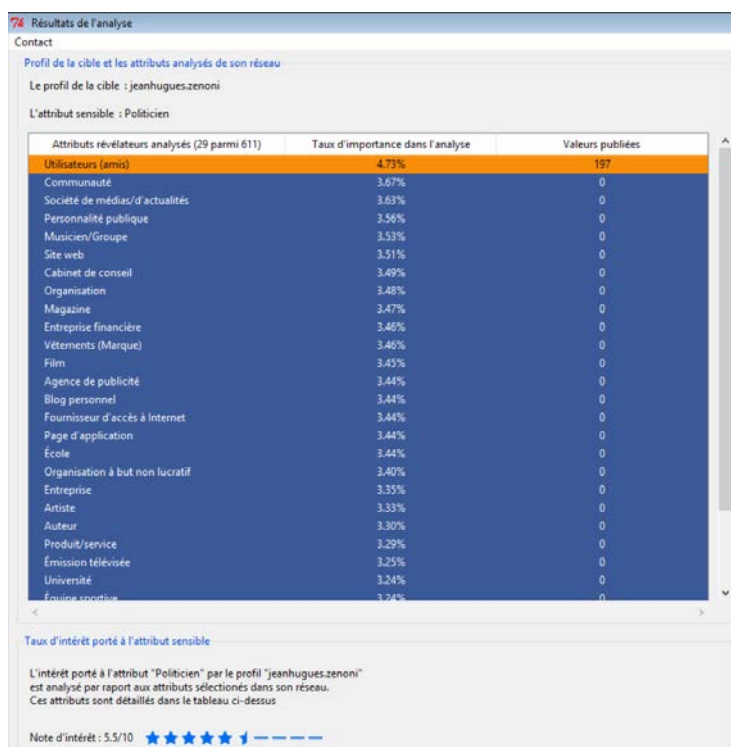 Résultats de l'analyse
Contact
Profil de la cible et les attributs analysés de son réseau
Le profil de la cible : jeanhugues.zenoni
L'attribut sensible : Politicien
Attributs révélateurs analysés (29 parmi 611) Taux d'importance dans l'analyse Valeurs publiées
Utilisateurs (amis) 4.73% 197
Communauté 3.67% 0
Société de médias/d'actualités 3.63% 0
Personnalité publique 3.56% 0
Musicien/Groupe 3.53% 0
Site web 3.51% 0
Cabinet de conseil 3.49% 0
Organisation 3.48% 0
Magazine 3.47% 0
Entreprise financière 3.46% 0
Vêtements (Marque) 3.46% 0
Film 3.45% 0
Agence de publicité 3.44% 0
Blog personnel 3.44% 0
Fournisseur d'accès à Internet 3.44% 0
Page d'application 3.44% 0
École 3.44% 0
Organisation à but non lucratif 3.40% 0
Entreprise 3.35% 0
Artiste 3.33% 0
Auteur 3.30% 0
Produit/service 3.29% 0
Émission télévisée 3.25% 0
Université 3.24% 0
Équipe sportive 3.24% 0
Taux d'intérêt porté à l'attribut sensible
L'intérêt porté à l'attribut "Politicien" par le profil "jeanhugues.zenoni"
est analysé par raport aux attributs sélectionés dans son réseau.
Ces attributs sont détaillés dans le tableau ci-dessus
Note d'intérêt : 5.5/10